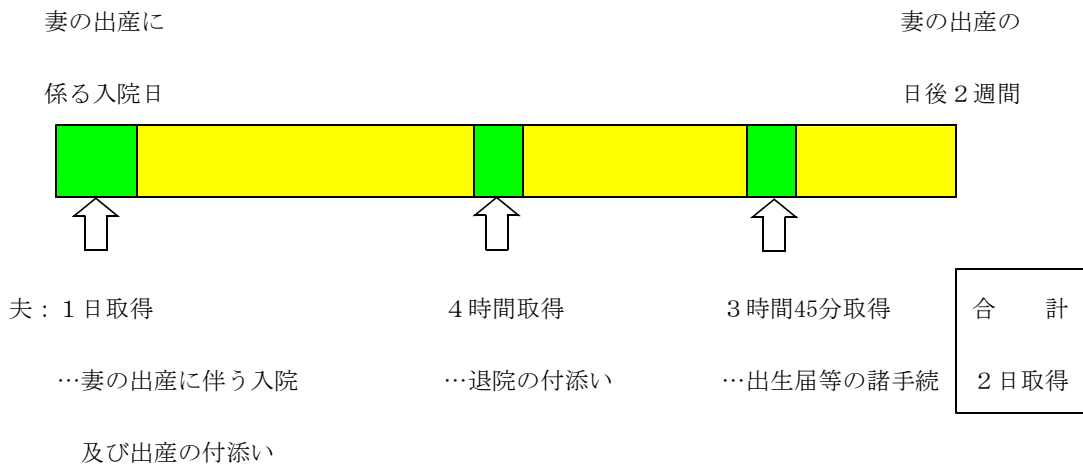 妻の出産に
係る入院日
妻の出産の
日後２週間
夫：１日取得
…妻の出産に伴う入院
及び出産の付添い
４時間取得
…退院の付添い
３時間45分取得
…出生届等の諸手続
合　　計
２日取得